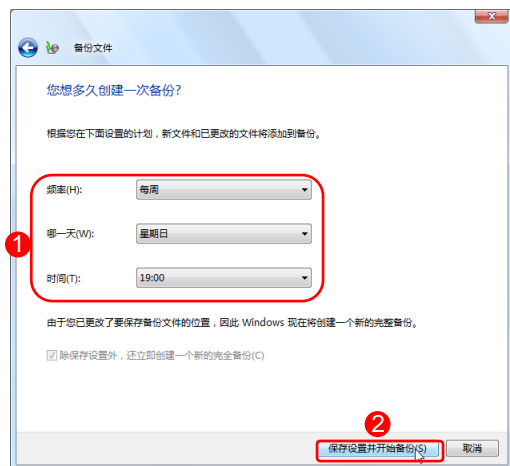 备份文件
您想多久创建一次备份?
根据您在下面设置的计划，新文件和已更改的文件将添加到备份。
频率(H): 每周
1
哪一天(W): 星期日
时间(T): 19:00
由于您已更改了要保存备份文件的位置，因此 Windows 现在将创建一个新的完整备份。
除保存设置外，还立即创建一个新的完全备份(C)
2
保存设置并开始备份(S) 取消